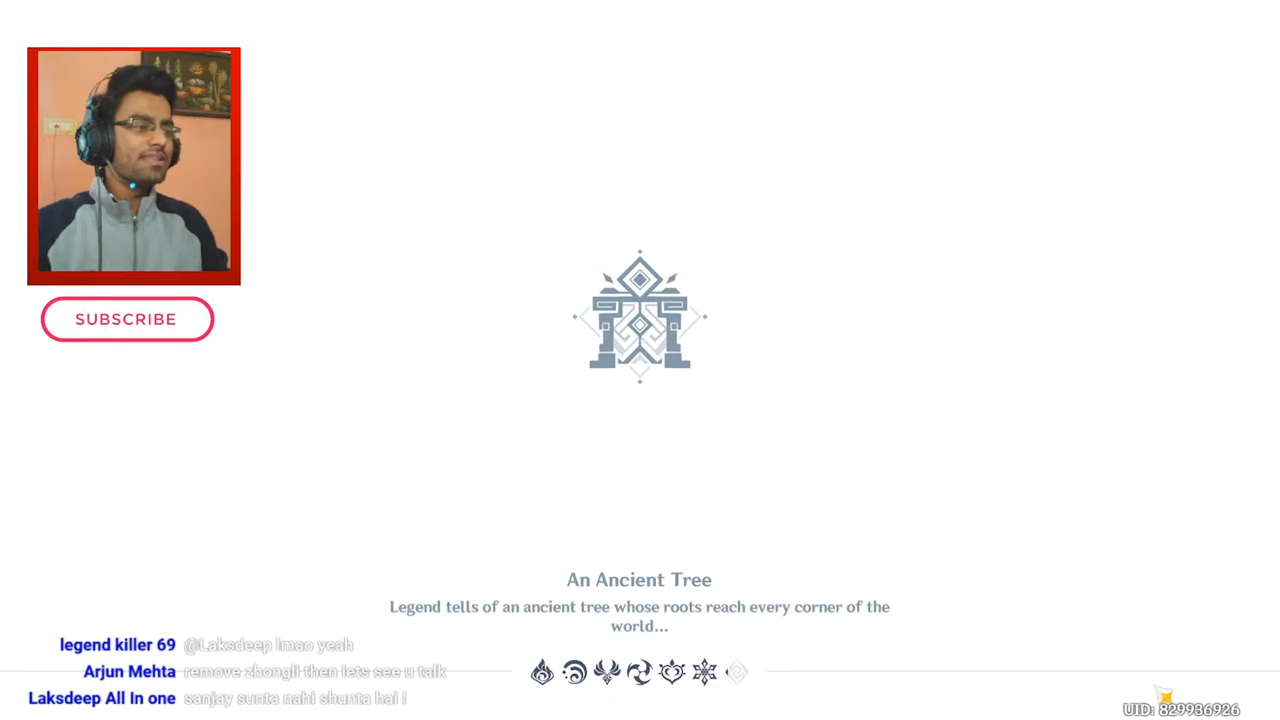 SUBSCRIBE
An Ancient Tree
Legend tells of an ancient tree whose roots reach every corner of the
world...
legend killer 69 @Laksdeep lmao yeah
Arjun Mehta remove zhongli then lets see u talk
Laksdeep All In one sanjay sunta nahi shunta hai !
UID: 829936926